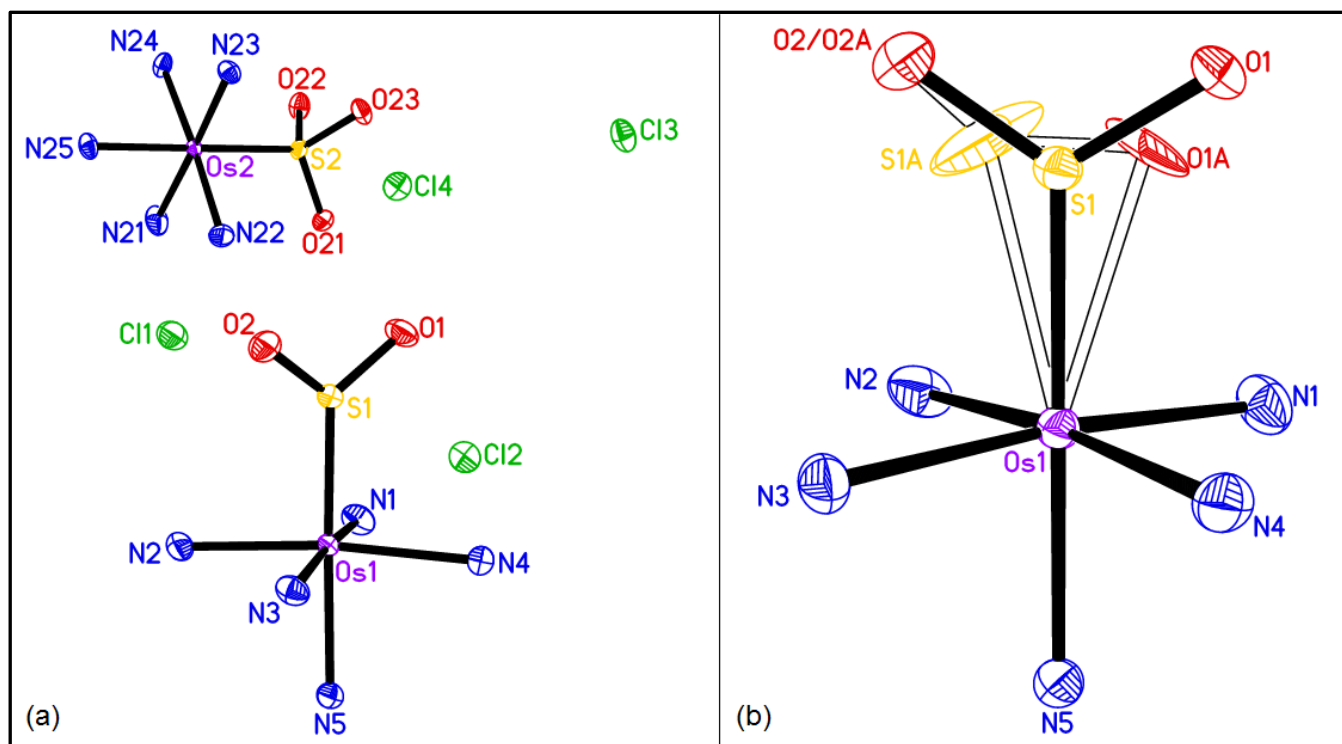 N24
N23
O22
O23
Cl3
N25
Os2
S2
Cl4
N21
N22
O21
Cl1
O2
O1
S1
Cl2
N1
N2
Os1
N4
N3
N5
(a)
O2/O2A
O1
S1A
O1A
S1
N2
N1
Os1
N3
N4
N5
(b)